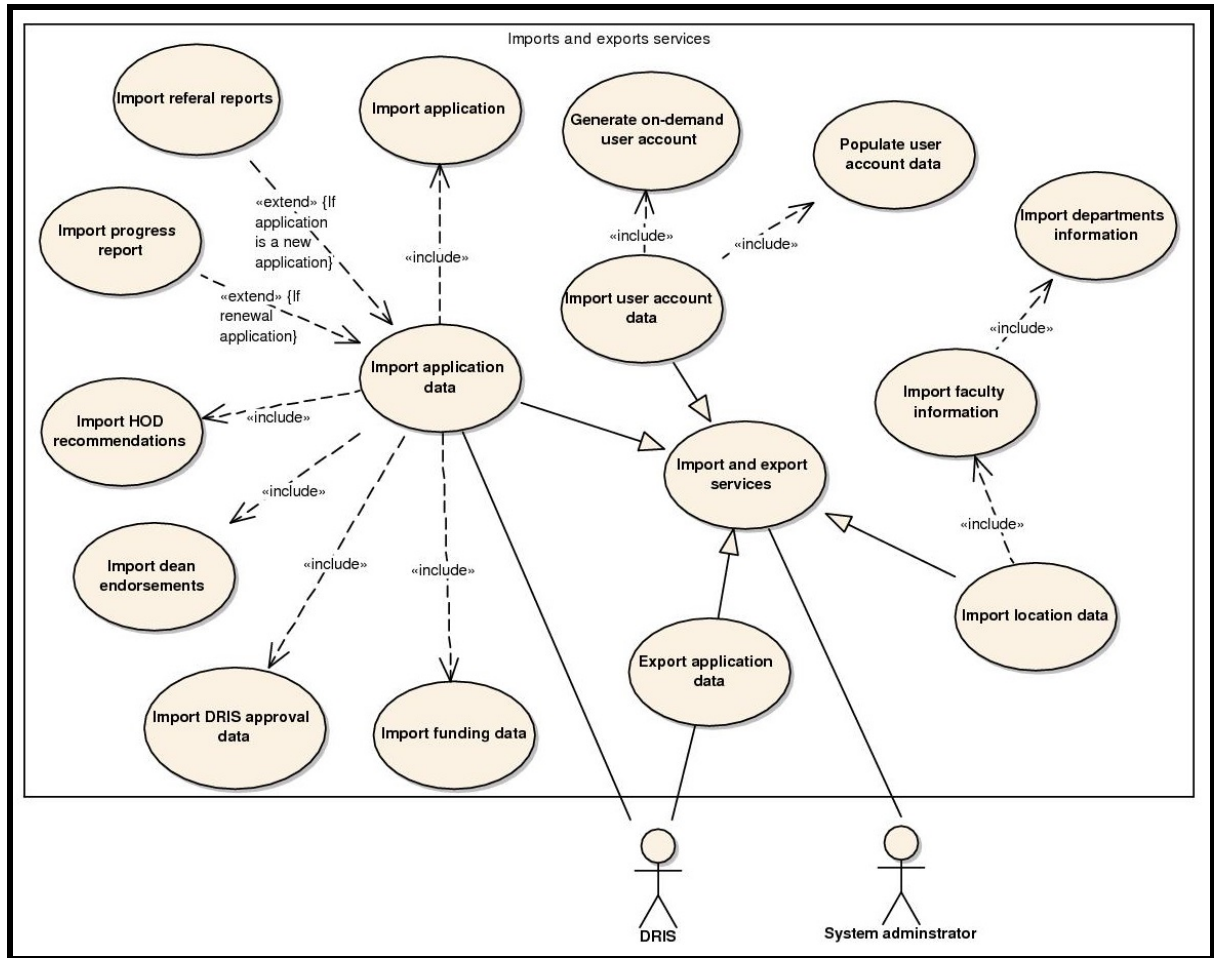 Imports and exports services
Import referal reports
Import application
Generate on-demand
user account
Populate user
account data
Import departments
information
Import progress
report
«extend» {If
application
is a new
application}
«extend» {If
renewal
application}
«include»
«include»
«include»
Import user account
data
«include»
Import application
data
Import faculty
information
Import HOD
recommendations
«include»
Import and export
services
«include»
«include»
Import dean
endorsements
«include»
«include»
Import location data
Export application
data
Import DRIS approval
data
Import funding data
DRIS
System adminstrator